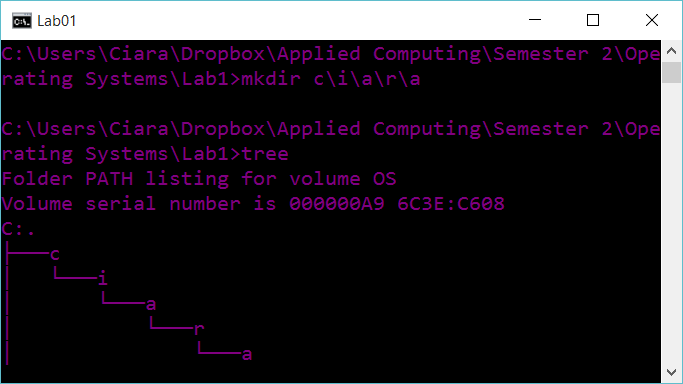 Lab01
C:\Users\Ciara\Dropbox\Applied Computing\Semester 2\Ope
rating Systems\Lab1>mkdir c\i\a\r\a
C:\Users\Ciara\Dropbox\Applied Computing\Semester 2\Ope
rating Systems\Lab1>tree
Folder PATH listing for volume OS
Volume serial number is 000000A9 6C3E:C608
C:.
├───c
│   └───i
│       └───a
│           └───r
│               └───a